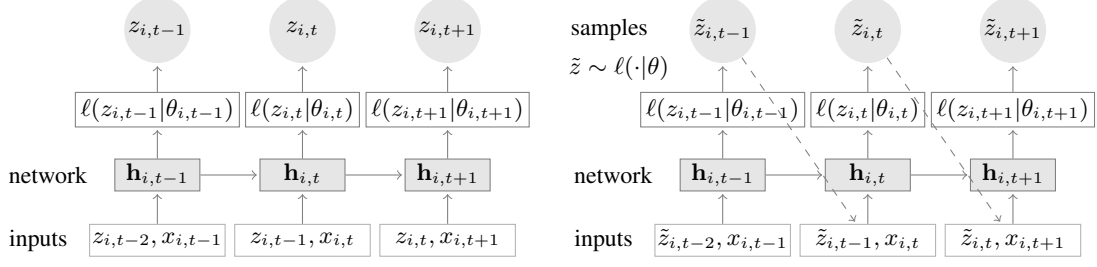 z_{i,t−1} z_{i,t} z_{i,t+1}
ℓ(z_{i,t−1}|θ_{i,t−1}) ℓ(z_{i,t}|θ_{i,t}) ℓ(z_{i,t+1}|θ_{i,t+1})
network h_{i,t−1} h_{i,t} h_{i,t+1}
inputs z_{i,t−2}, x_{i,t−1} z_{i,t−1}, x_{i,t} z_{i,t}, x_{i,t+1}
samples z̃_{i,t−1} z̃_{i,t} z̃_{i,t+1}
z̃ ∼ ℓ(·|θ)
ℓ(z_{i,t−1}|θ_{i,t−1}) ℓ(z_{i,t}|θ_{i,t}) ℓ(z_{i,t+1}|θ_{i,t+1})
network h_{i,t−1} h_{i,t} h_{i,t+1}
inputs z̃_{i,t−2}, x_{i,t−1} z̃_{i,t−1}, x_{i,t} z̃_{i,t}, x_{i,t+1}